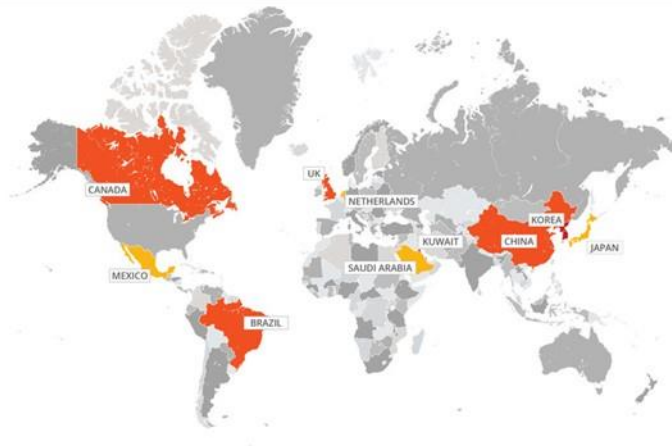 CANADA
UK
NETHERLANDS
KOREA
KUWAIT
CHINA
JAPAN
SAUDI ARABIA
MEXICO
BRAZIL